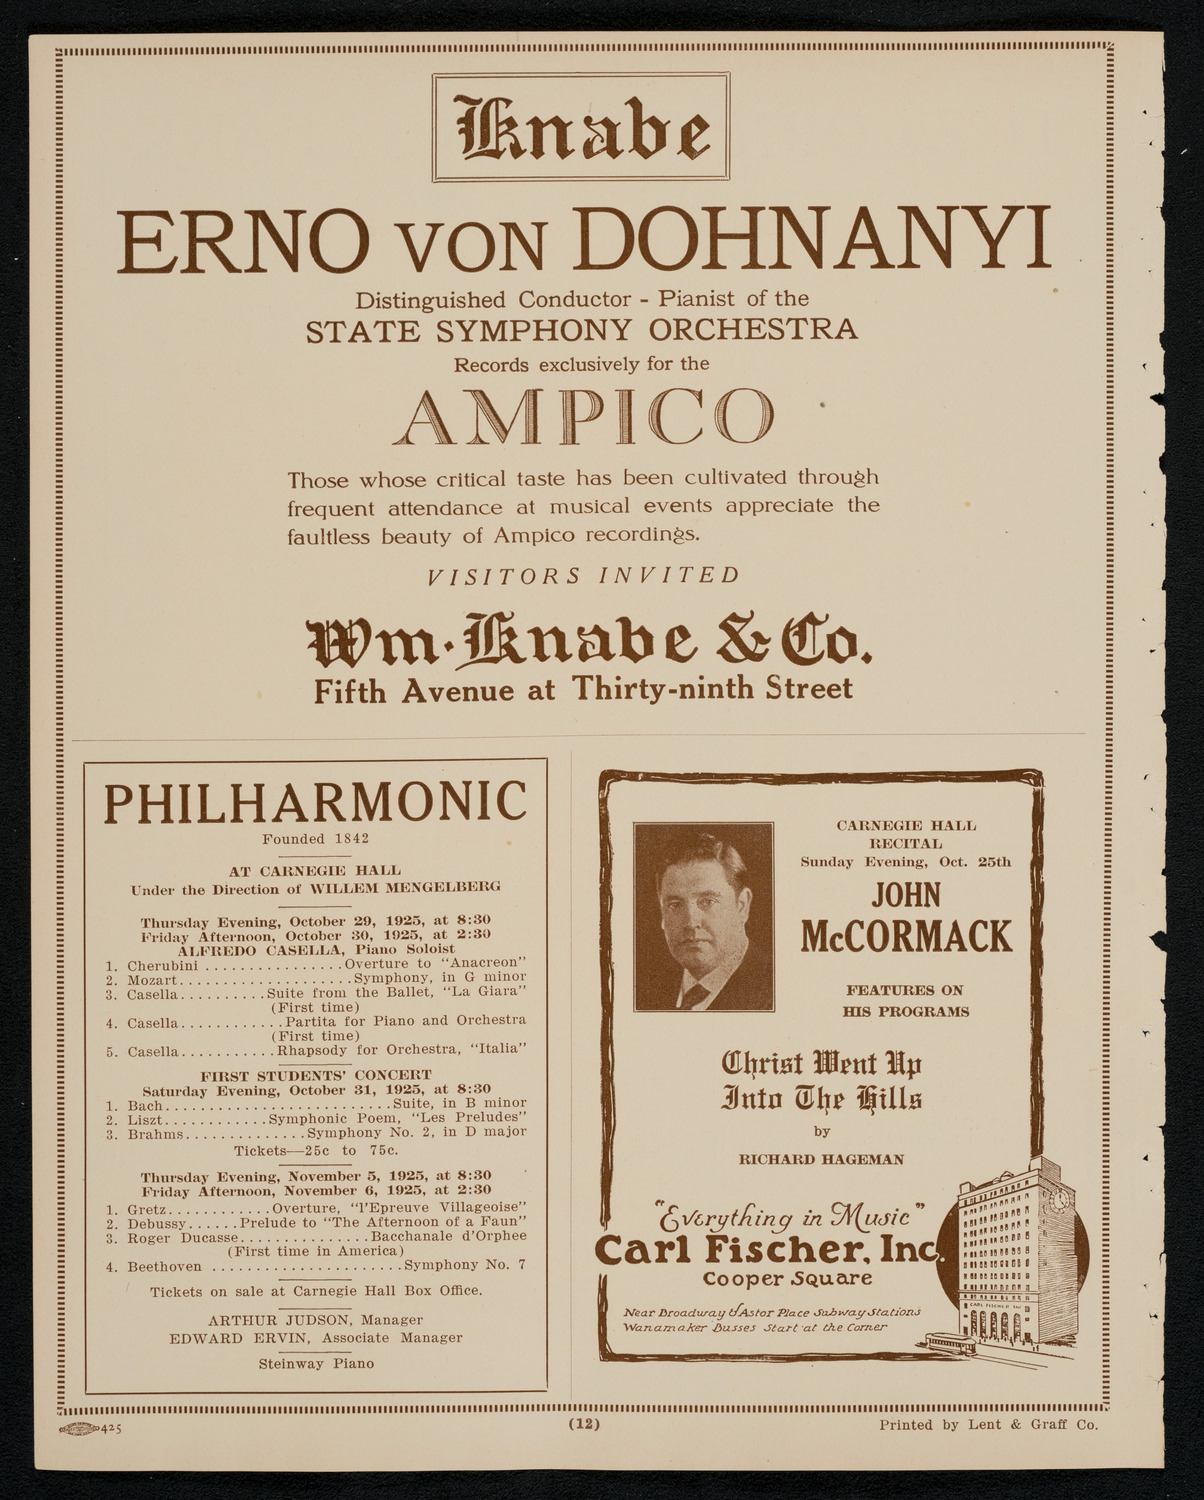 Knabe
ERNO VON DOHNANYI
Distinguished Conductor - Pianist of the
STATE SYMPHONY ORCHESTRA
Records exclusively for the
AMPICO
Those whose critical taste has been cultivated through
frequent attendance at musical events appreciate the
faultless beauty of Ampico recordings.
VISITORS INVITED
Wm. Knabe & Co.
Fifth Avenue at Thirty-ninth Street
PHILHARMONIC
Founded 1842
AT CARNEGIE HALL
Under the Direction of WILLEM MENGELBERG
Thursday Evening, October 29, 1925, at 8:30
Friday Afternoon, October 30, 1925, at 2:30
ALFREDO CASELLA, Piano Soloist
1. Cherubini ................Overture to "Anacreon"
2. Mozart....................Symphony, in G minor
3. Casella..........Suite from the Ballet, "La Giara"
(First time)
4. Casella............Partita for Piano and Orchestra
(First time)
5. Casella...........Rhapsody for Orchestra, "Italia"
FIRST STUDENTS' CONCERT
Saturday Evening, October 31, 1925, at 8:30
1. Bach..........................Suite, in B minor
2. Liszt............Symphonic Poem, "Les Preludes"
3. Brahms..............Symphony No. 2, in D major
Tickets—25c to 75c.
Thursday Evening, November 5, 1925, at 8:30
Friday Afternoon, November 6, 1925, at 2:30
1. Gretz............Overture, "l'Epreuve Villageoise"
2. Debussy......Prelude to "The Afternoon of a Faun"
3. Roger Ducasse...............Bacchanale d'Orphee
(First time in America)
4. Beethoven ......................Symphony No. 7
Tickets on sale at Carnegie Hall Box Office.
ARTHUR JUDSON, Manager
EDWARD ERVIN, Associate Manager
Steinway Piano
CARNEGIE HALL
RECITAL
Sunday Evening, Oct. 25th
JOHN
McCORMACK
FEATURES ON
HIS PROGRAMS
Christ Went Up
Into The Hills
by
RICHARD HAGEMAN
"Everything in Music"
Carl Fischer, Inc.
Cooper Square
Near Broadway & Astor Place Subway Stations
Wanamaker Busses Start at the Corner
CARL FISCHER INC
425
(12)
Printed by Lent & Graff Co.